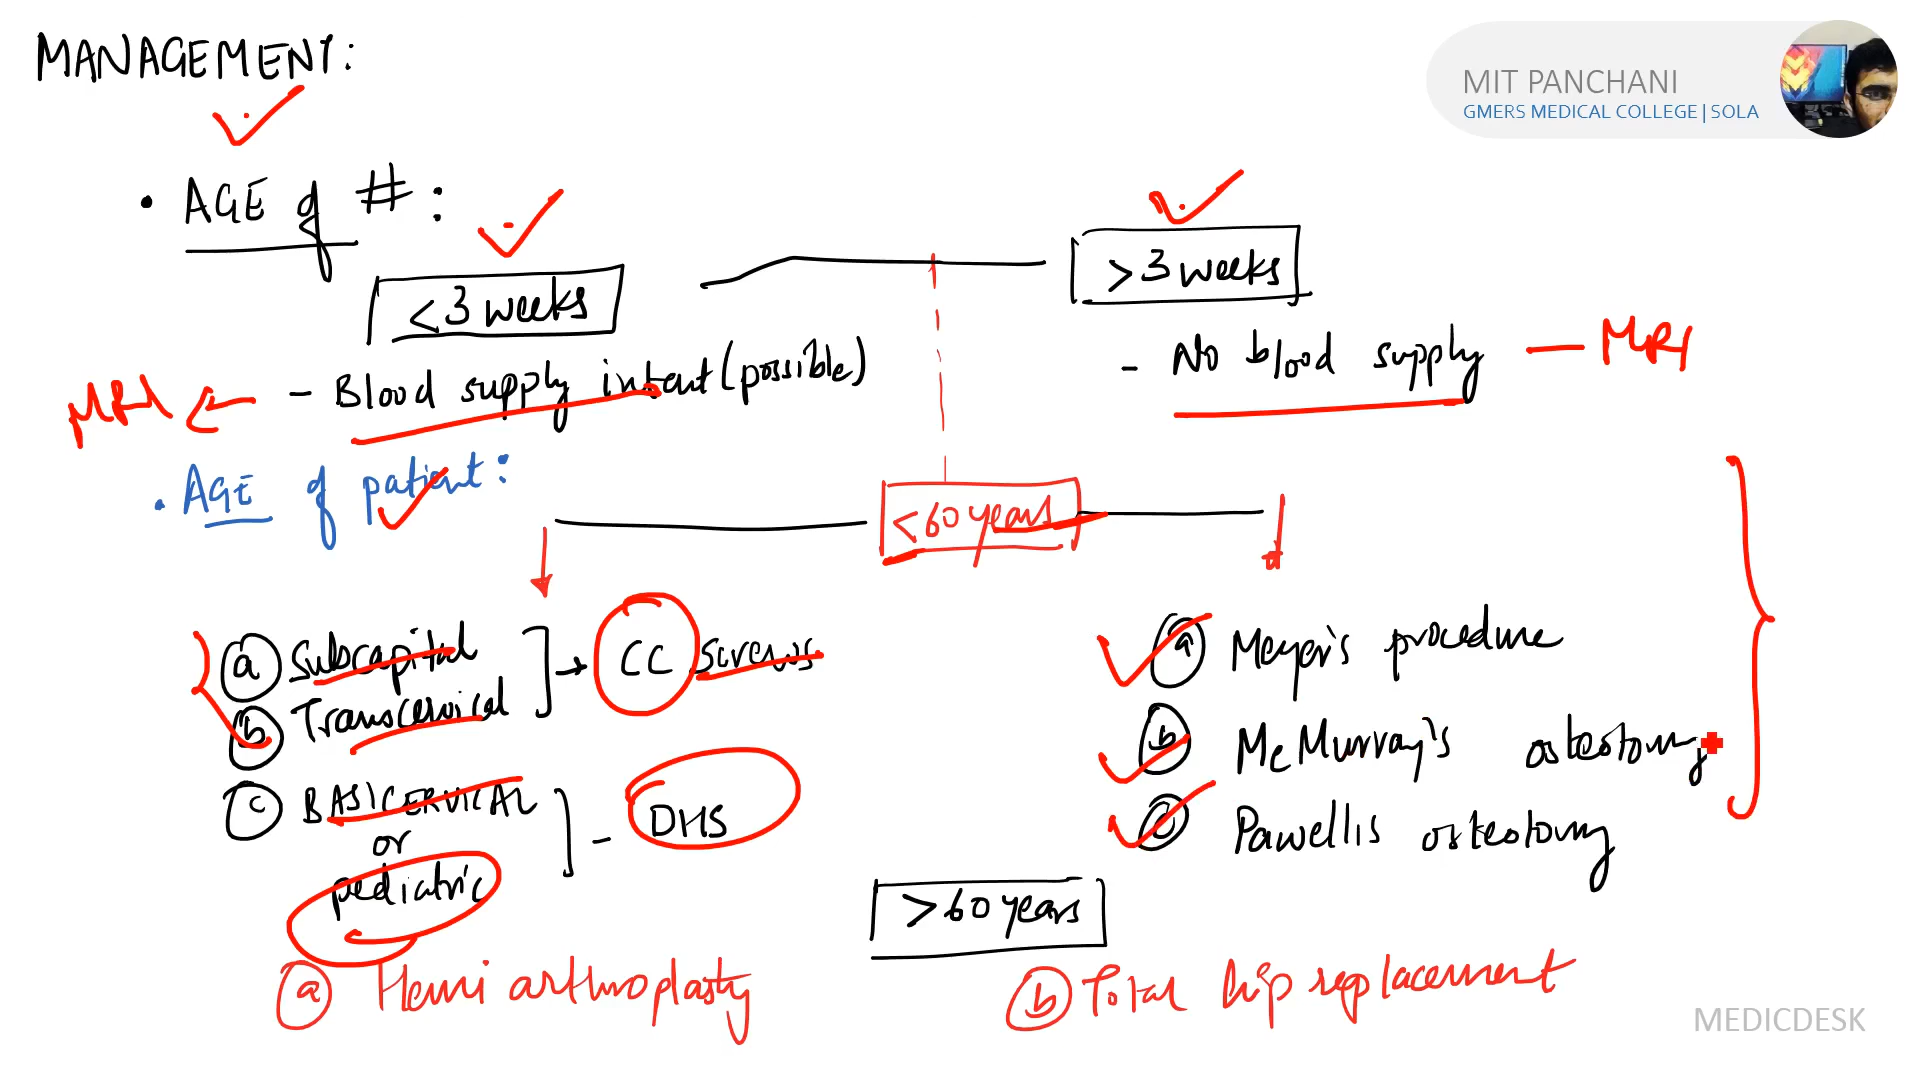 MANAGEMENT:
MIT PANCHANI
GMERS MEDICAL COLLEGE | SOLA
• AGE of #:
< 3 weeks
> 3 weeks
MRI ← - Blood supply intent (possible)
- No blood supply — MRI
• AGE of patient:
< 60 years
(a) Subcapital
(b) Transcervical
] → CC screws
(c) BASICERVICAL
or
pediatric
] - DHS
(a) Meyer's procedure
(b) McMurray's osteotomy
(c) Pawellis osteotomy
> 60 years
(a) Hemi arthroplasty
(b) Total hip replacement
MEDICDESK